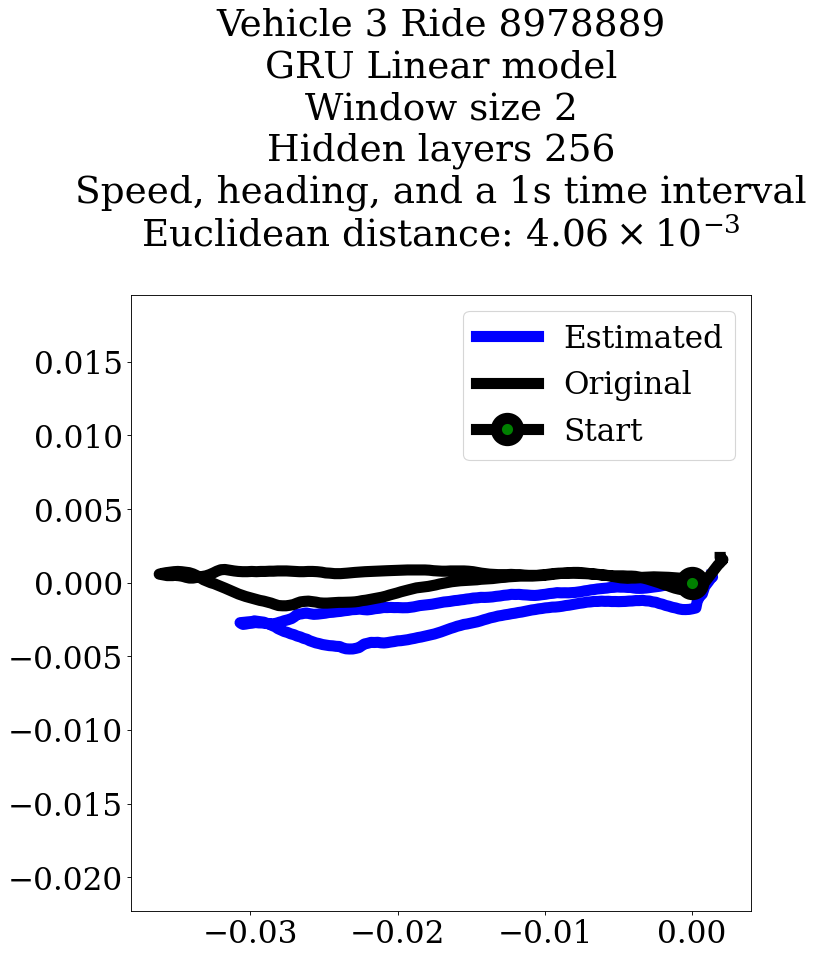 Vehicle 3 Ride 8978889
GRU Linear model
Window size 2
Hidden layers 256
Speed, heading, and a 1s time interval
Euclidean distance: 4.06 × 10⁻³
Estimated
Original
Start
0.015
0.010
0.005
0.000
−0.005
−0.010
−0.015
−0.020
−0.03 −0.02 −0.01 0.00